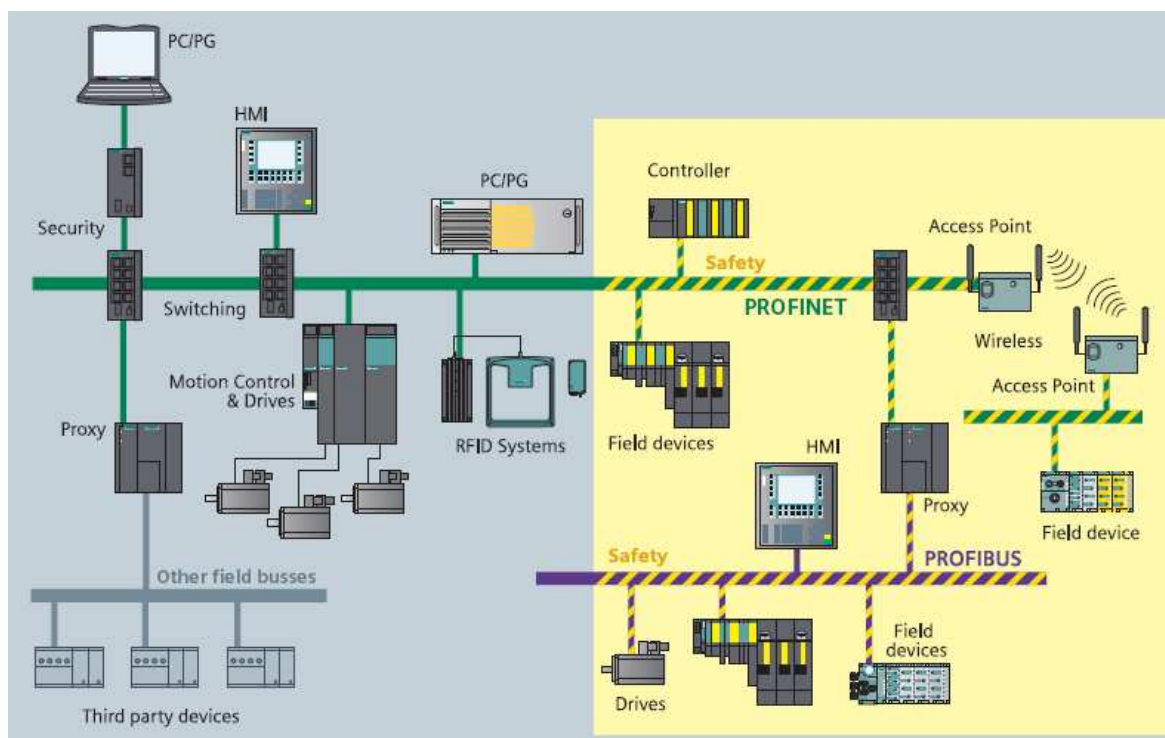 PC/PG
HMI
PC/PG
Controller
Security
Access Point
Safety
Switching
PROFINET
Wireless
Motion Control
& Drives
Access Point
Proxy
RFID Systems
Field devices
HMI
Proxy
Field device
Safety
PROFIBUS
Other field busses
Field
devices
Drives
Third party devices